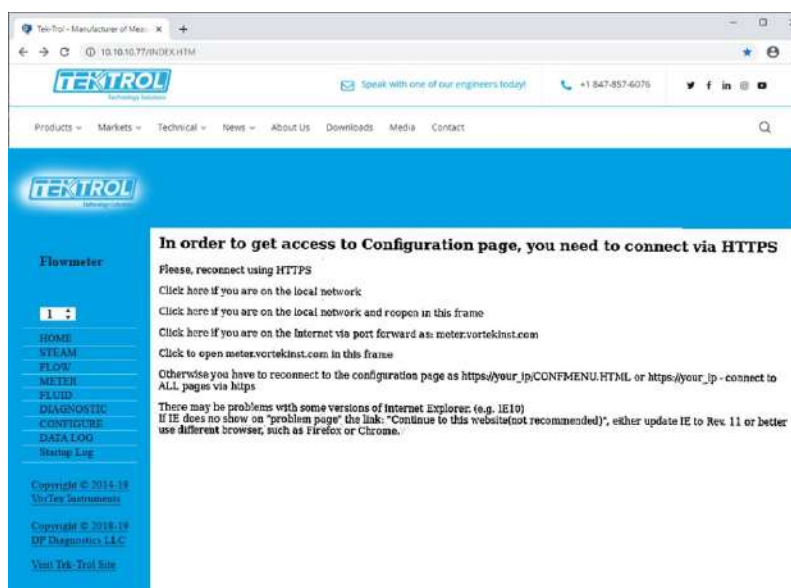 Tek-Trol - Manufacturer of Meas
10.10.10.77/INDEX.HTM
TEKTROL
Technology Solutions
Speak with one of our engineers today!
+1 847-857-6076
Products
Markets
Technical
News
About Us
Downloads
Media
Contact
TEKTROL
Technology Solutions
Flowmeter
1
HOME
STEAM
FLOW
METER
FLUID
DIAGNOSTIC
CONFIGURE
DATA LOG
Startup Log
Copyright © 2014-19
VorTex Instruments
Copyright © 2018-19
DP Diagnostics LLC
Visit Tek-Trol Site
In order to get access to Configuration page, you need to connect via HTTPS
Please, reconnect using HTTPS
Click here if you are on the local network
Click here if you are on the local network and reopen in this frame
Click here if you are on the Internet via port forward as: meter.vortekinst.com
Click to open meter.vortekinst.com in this frame
Otherwise you have to reconnect to the configuration page as https://your_ip/CONFMENU.HTML or https://your_ip - connect to
ALL pages via https
There may be problems with some versions of Internet Explorer. (e.g. IE10)
If IE does no show on "problem page" the link: "Continue to this website(not recommended)", either update IE to Rev. 11 or better
use different browser, such as Firefox or Chrome.